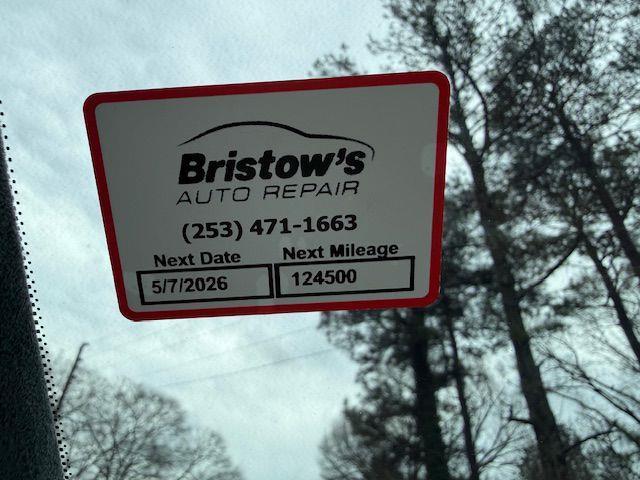 Bristow's
AUTO REPAIR
(253) 471-1663
Next Date Next Mileage
5/7/2026 124500